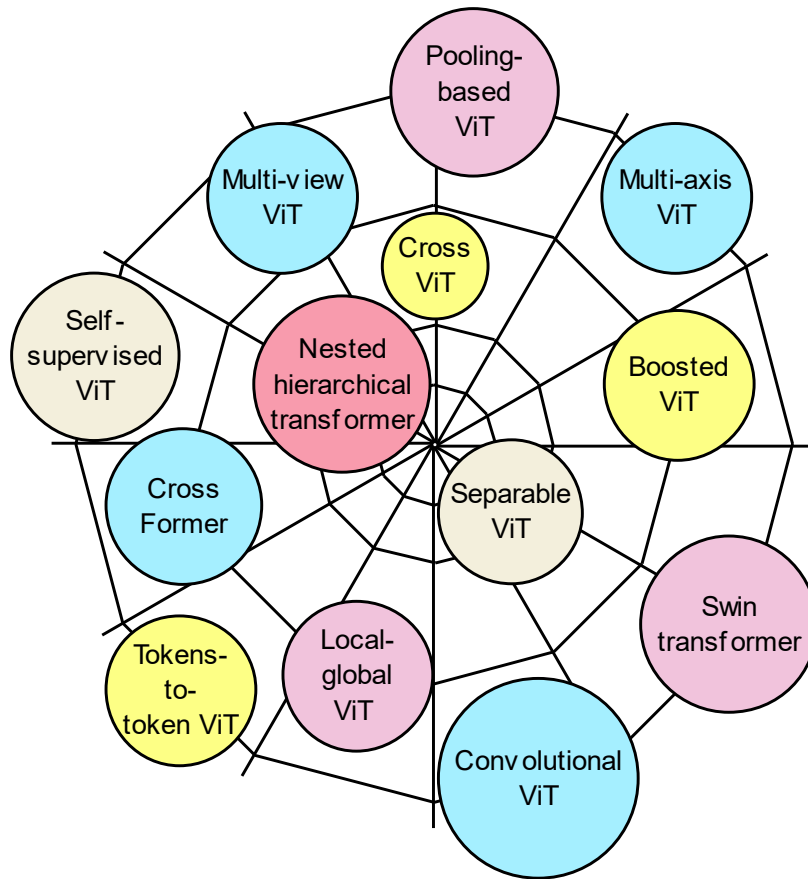 Pooling-
based
ViT
Multi-view
ViT
Multi-axis
ViT
Cross
ViT
Self-
supervised
ViT
Nested
hierarchical
transformer
Boosted
ViT
Cross
Former
Separable
ViT
Swin
transformer
Local-
global
ViT
Tokens-
to-
token ViT
Convolutional
ViT